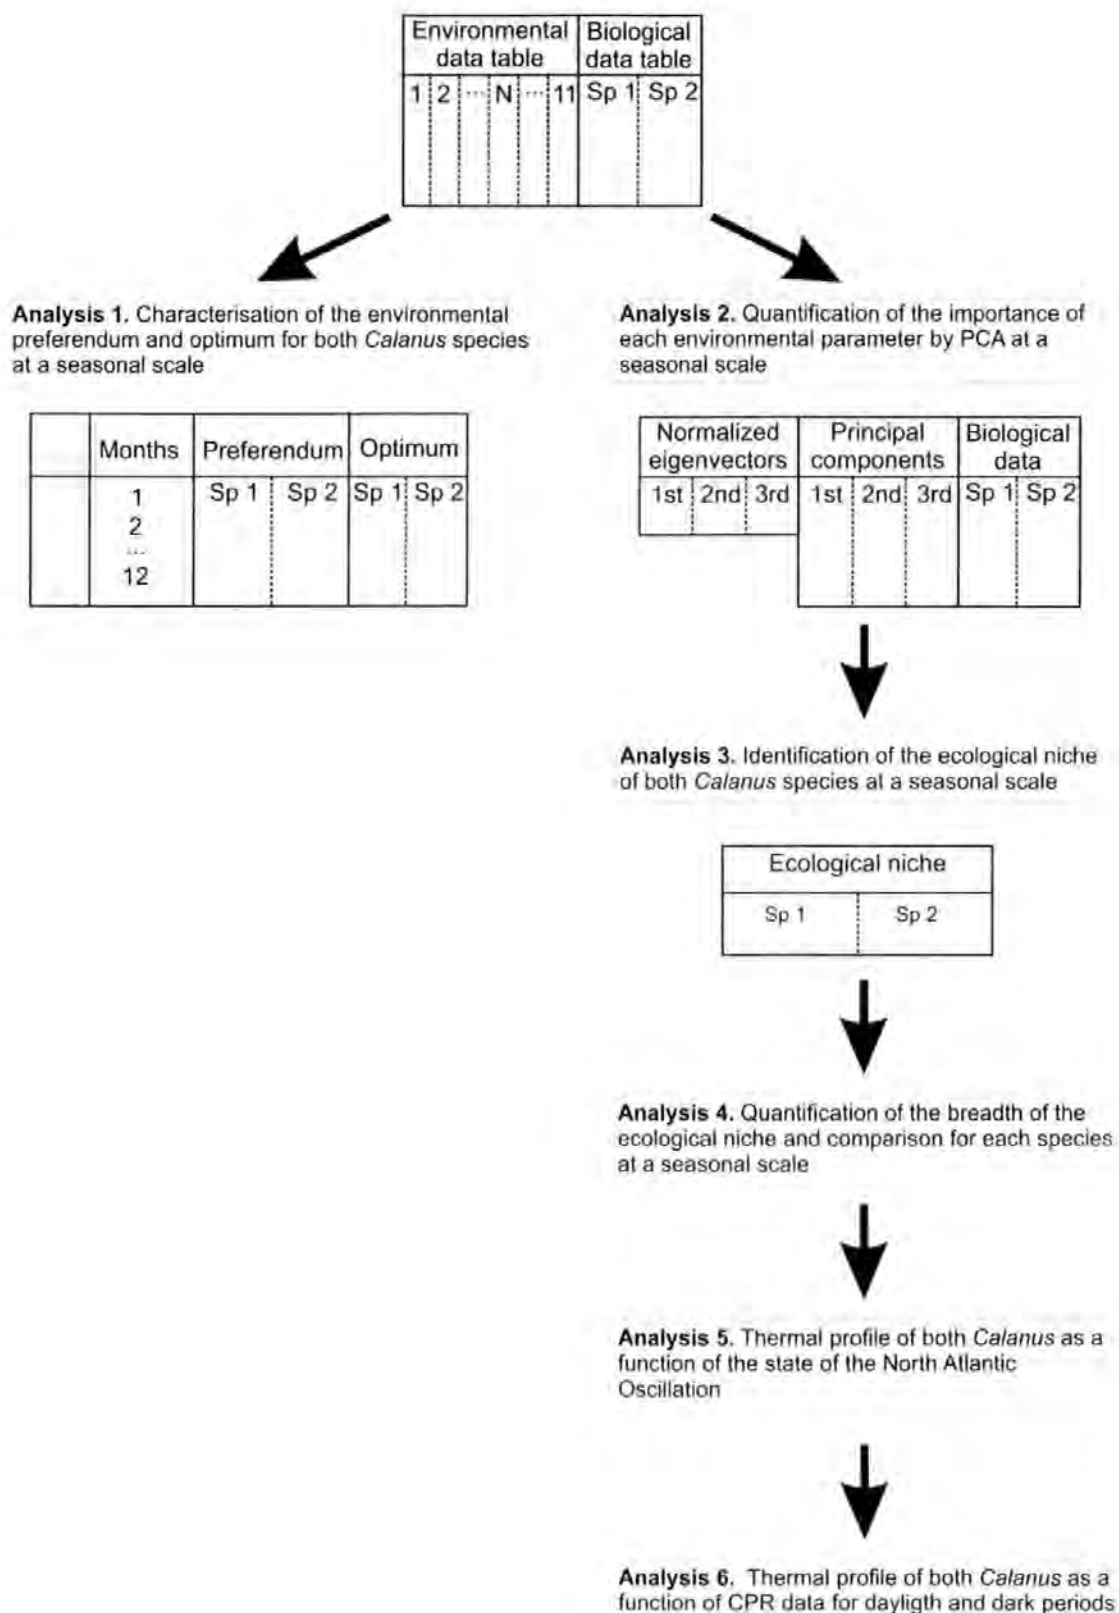 Environmental
data table
Biological
data table
1 2 ... N ... 11 Sp 1 Sp 2
Analysis 1. Characterisation of the environmental
preferendum and optimum for both Calanus species
at a seasonal scale
Months Preferendum Optimum
1 Sp 1 Sp 2 Sp 1 Sp 2
2
...
12
Analysis 2. Quantification of the importance of
each environmental parameter by PCA at a
seasonal scale
Normalized
eigenvectors
Principal
components
Biological
data
1st 2nd 3rd 1st 2nd 3rd Sp 1 Sp 2
Analysis 3. Identification of the ecological niche
of both Calanus species at a seasonal scale
Ecological niche
Sp 1 Sp 2
Analysis 4. Quantification of the breadth of the
ecological niche and comparison for each species
at a seasonal scale
Analysis 5. Thermal profile of both Calanus as a
function of the state of the North Atlantic
Oscillation
Analysis 6. Thermal profile of both Calanus as a
function of CPR data for dayligth and dark periods